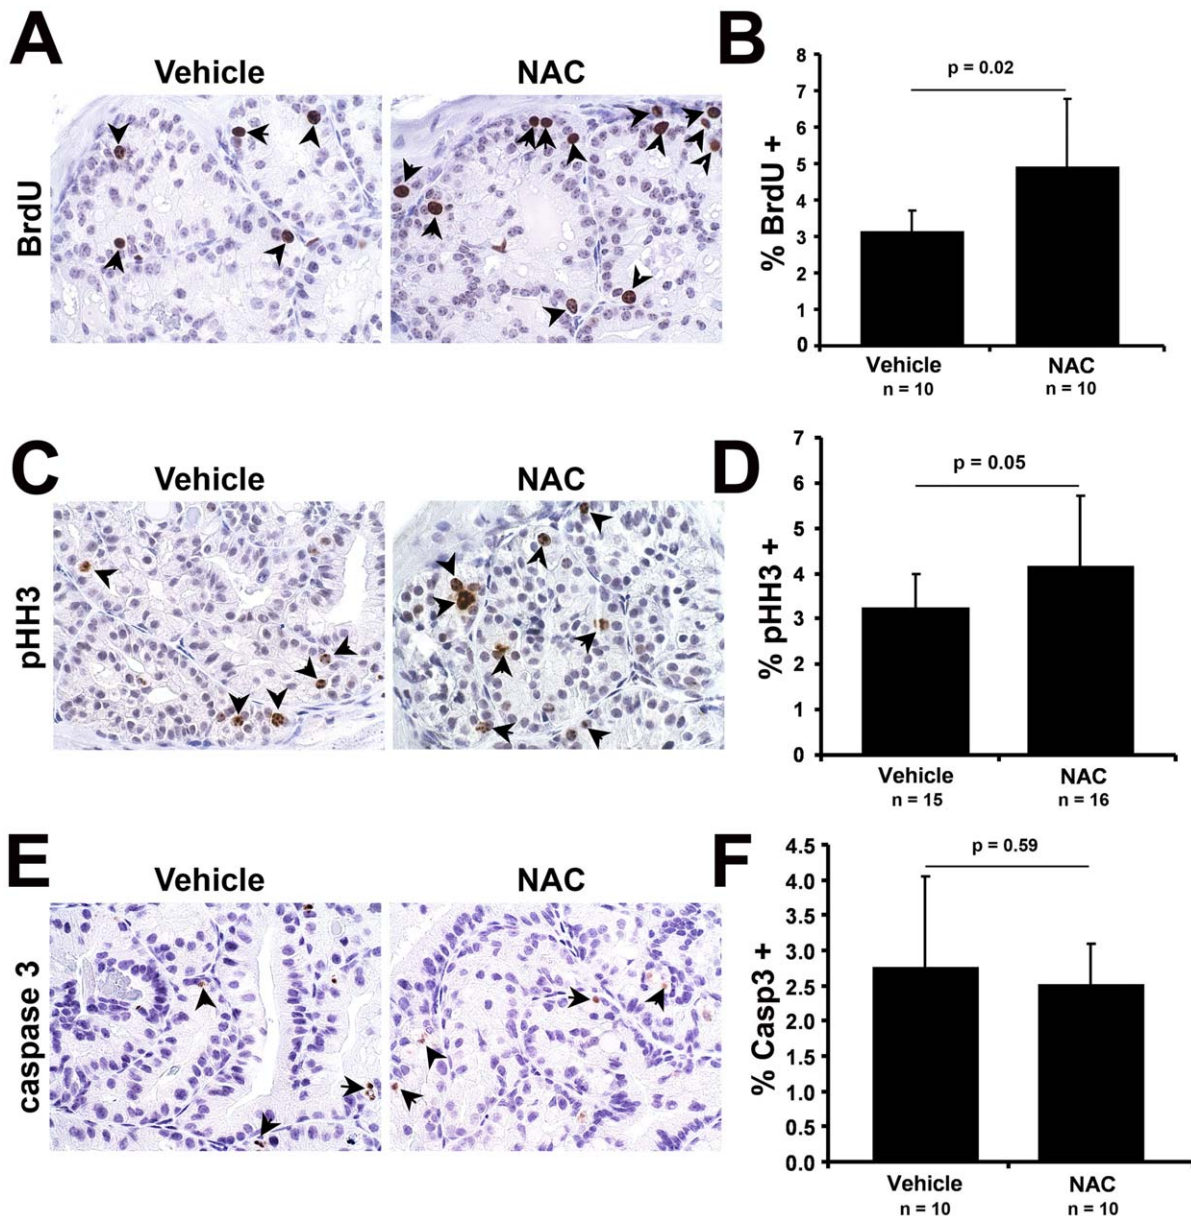 A
Vehicle
NAC
BrdU
B
8
7
6
5
4
3
2
1
0
% BrdU +
p = 0.02
Vehicle
NAC
n = 10
n = 10
C
Vehicle
NAC
pHH3
D
7
6
5
4
3
2
1
0
% pHH3 +
p = 0.05
Vehicle
NAC
n = 15
n = 16
E
Vehicle
NAC
caspase 3
F
4.5
4.0
3.5
3.0
2.5
2.0
1.5
1.0
0.5
0.0
% Casp3 +
p = 0.59
Vehicle
NAC
n = 10
n = 10